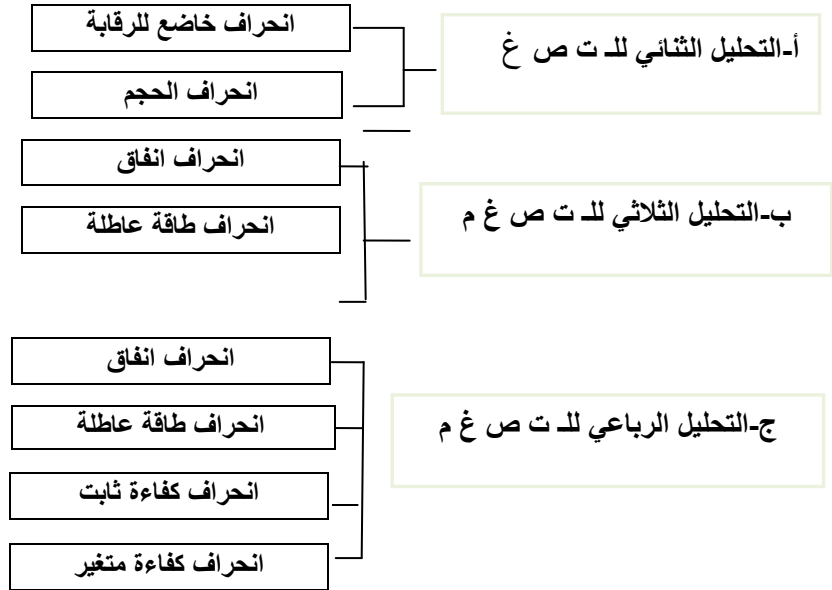 أ-التحليل الثنائي للـ ت ص غ
انحراف خاضع للرقابة
انحراف الحجم
ب-التحليل الثلاثي للـ ت ص غ م
انحراف انفاق
انحراف طاقة عاطلة
ج-التحليل الرباعي للـ ت ص غ م
انحراف انفاق
انحراف طاقة عاطلة
انحراف كفاءة ثابت
انحراف كفاءة متغير